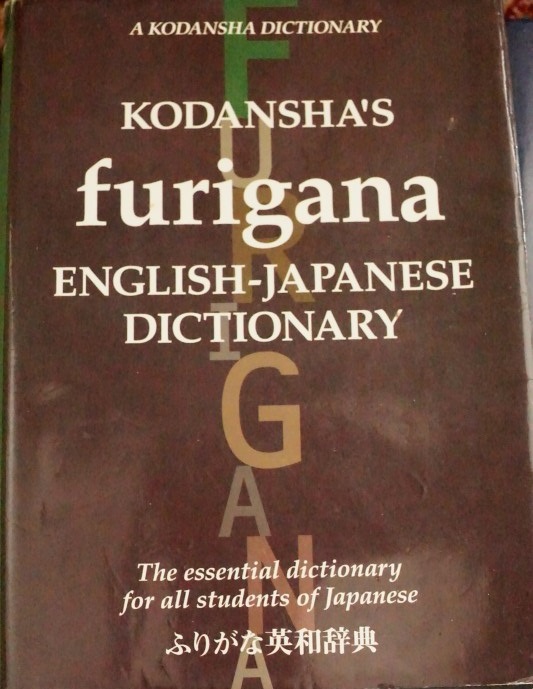 A KODANSHA DICTIONARY
KODANSHA'S
furigana
ENGLISH-JAPANESE
DICTIONARY
FURIGANA
The essential dictionary
for all students of Japanese
ふりがな英和辞典